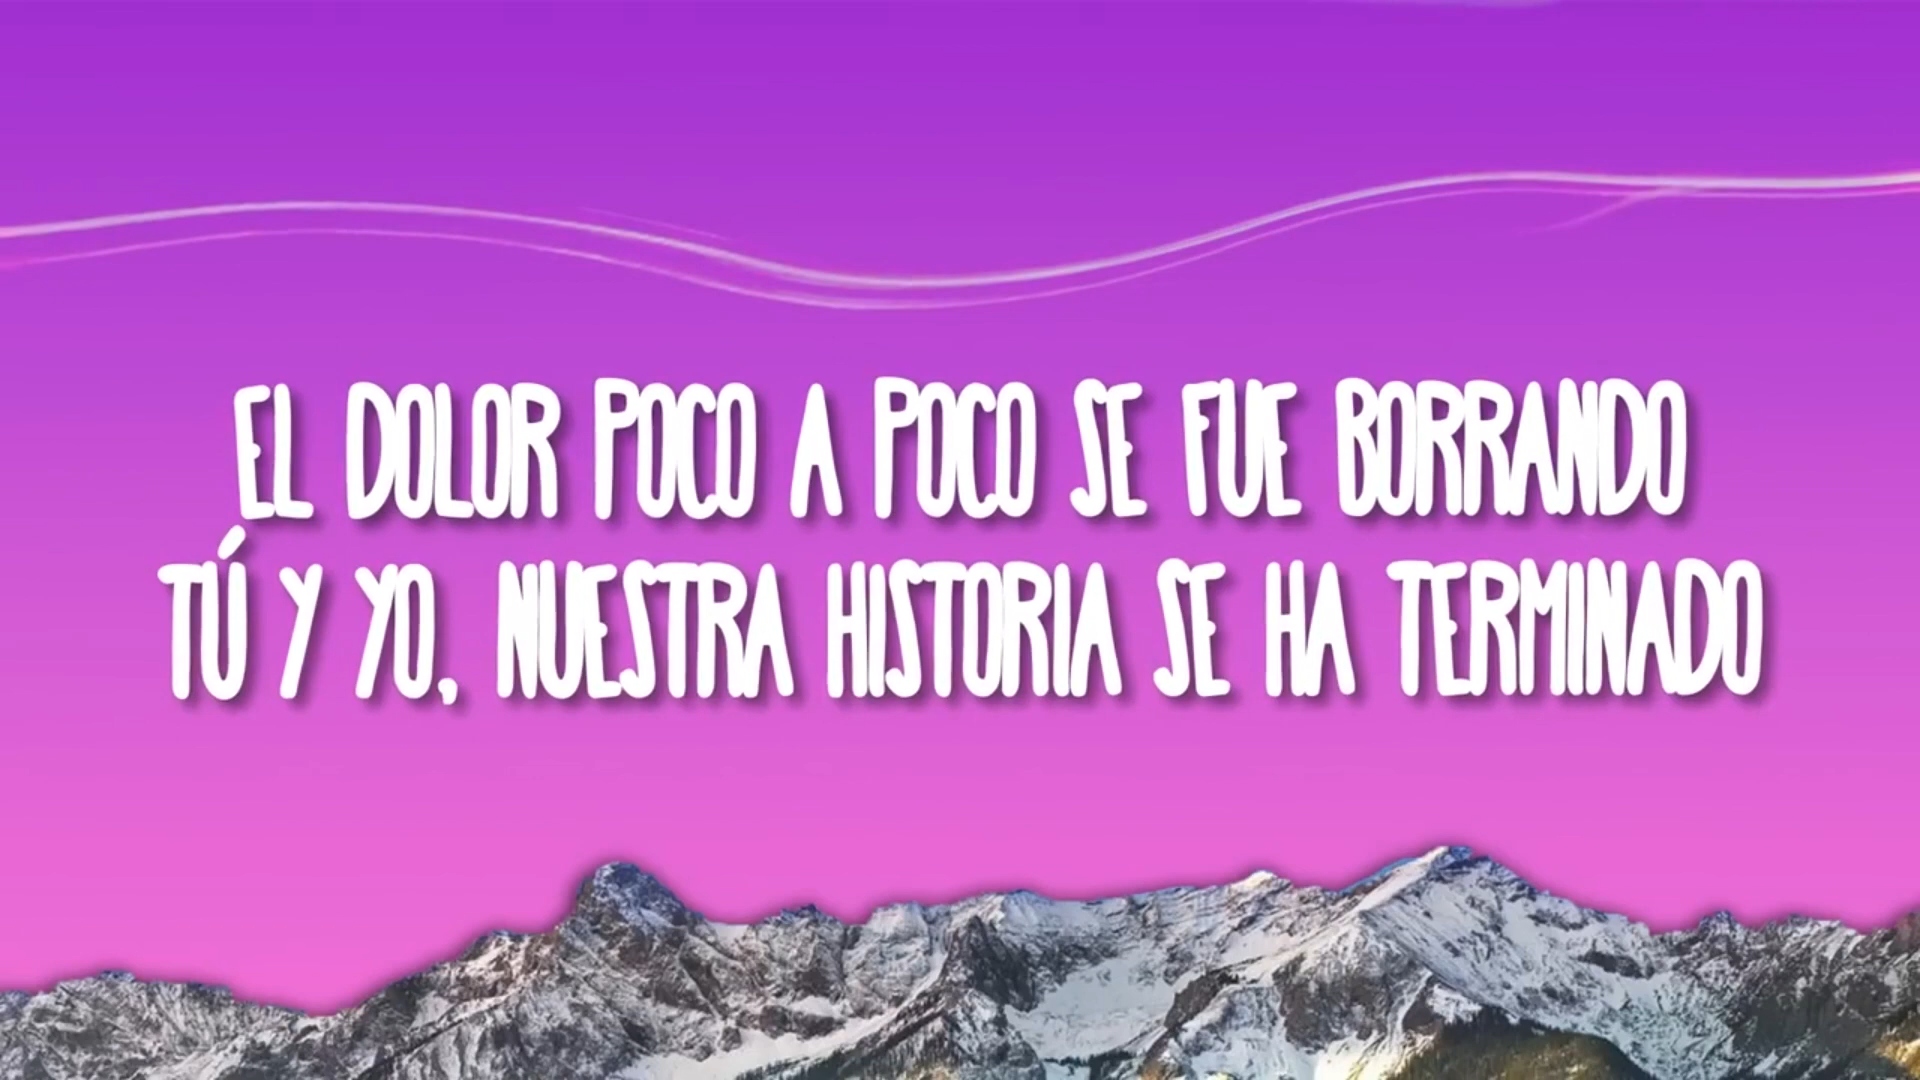 EL DOLOR POCO A POCO SE FUE BORRANDO
TÚ Y YO, NUESTRA HISTORIA SE HA TERMINADO